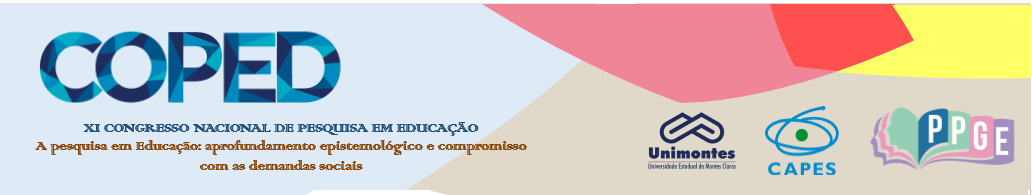 COPED
XI CONGRESSO NACIONAL DE PESQUISA EM EDUCAÇÃO
A pesquisa em Educação: aprofundamento epistemológico e compromisso
com as demandas sociais
Unimontes
Universidade Estadual de Montes Claros
CAPES
PPGE